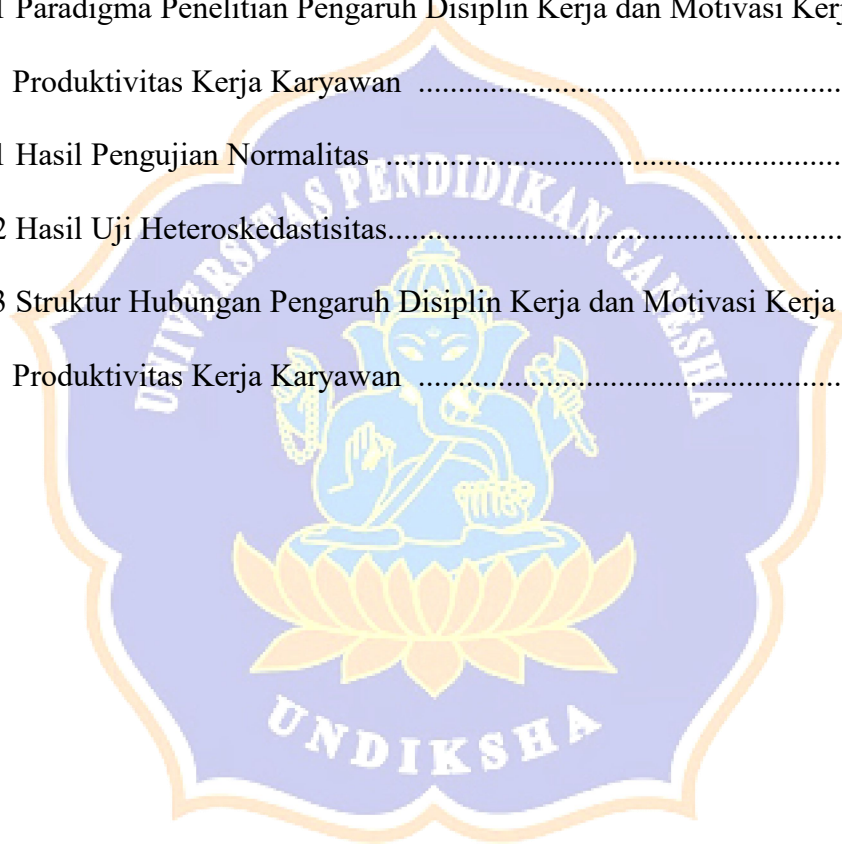 1 Paradigma Penelitian Pengaruh Disiplin Kerja dan Motivasi
Produktivitas Kerja Karyawan ....................................................
1 Hasil Pengujian Normalitas ........................................................
2 Hasil Uji Heteroskedastisitas........................................................
3 Struktur Hubungan Pengaruh Disiplin Kerja dan Motivasi Kerja
Produktivitas Kerja Karyawan ....................................................
UNIVERSITAS PENDIDIKAN GANESHA
UNDIKSHA